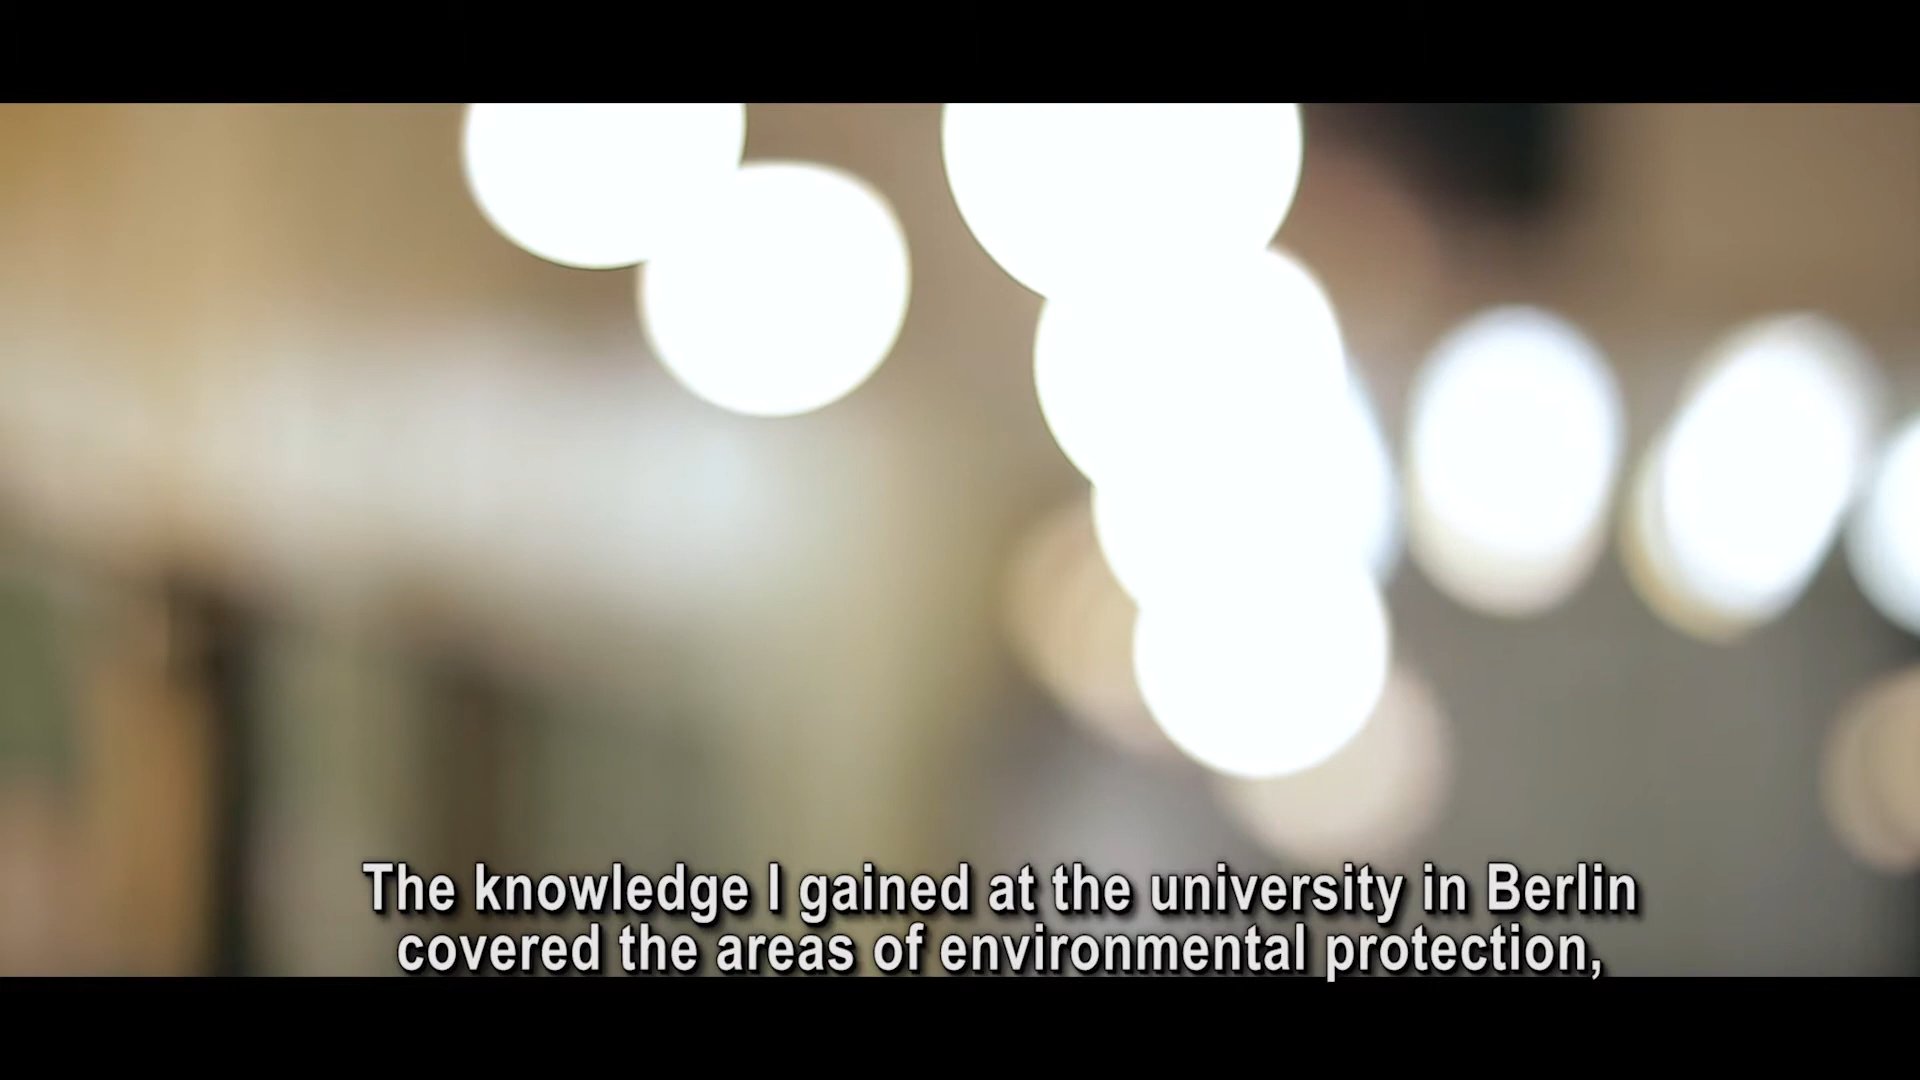 The knowledge I gained at the university in Berlin
covered the areas of environmental protection,